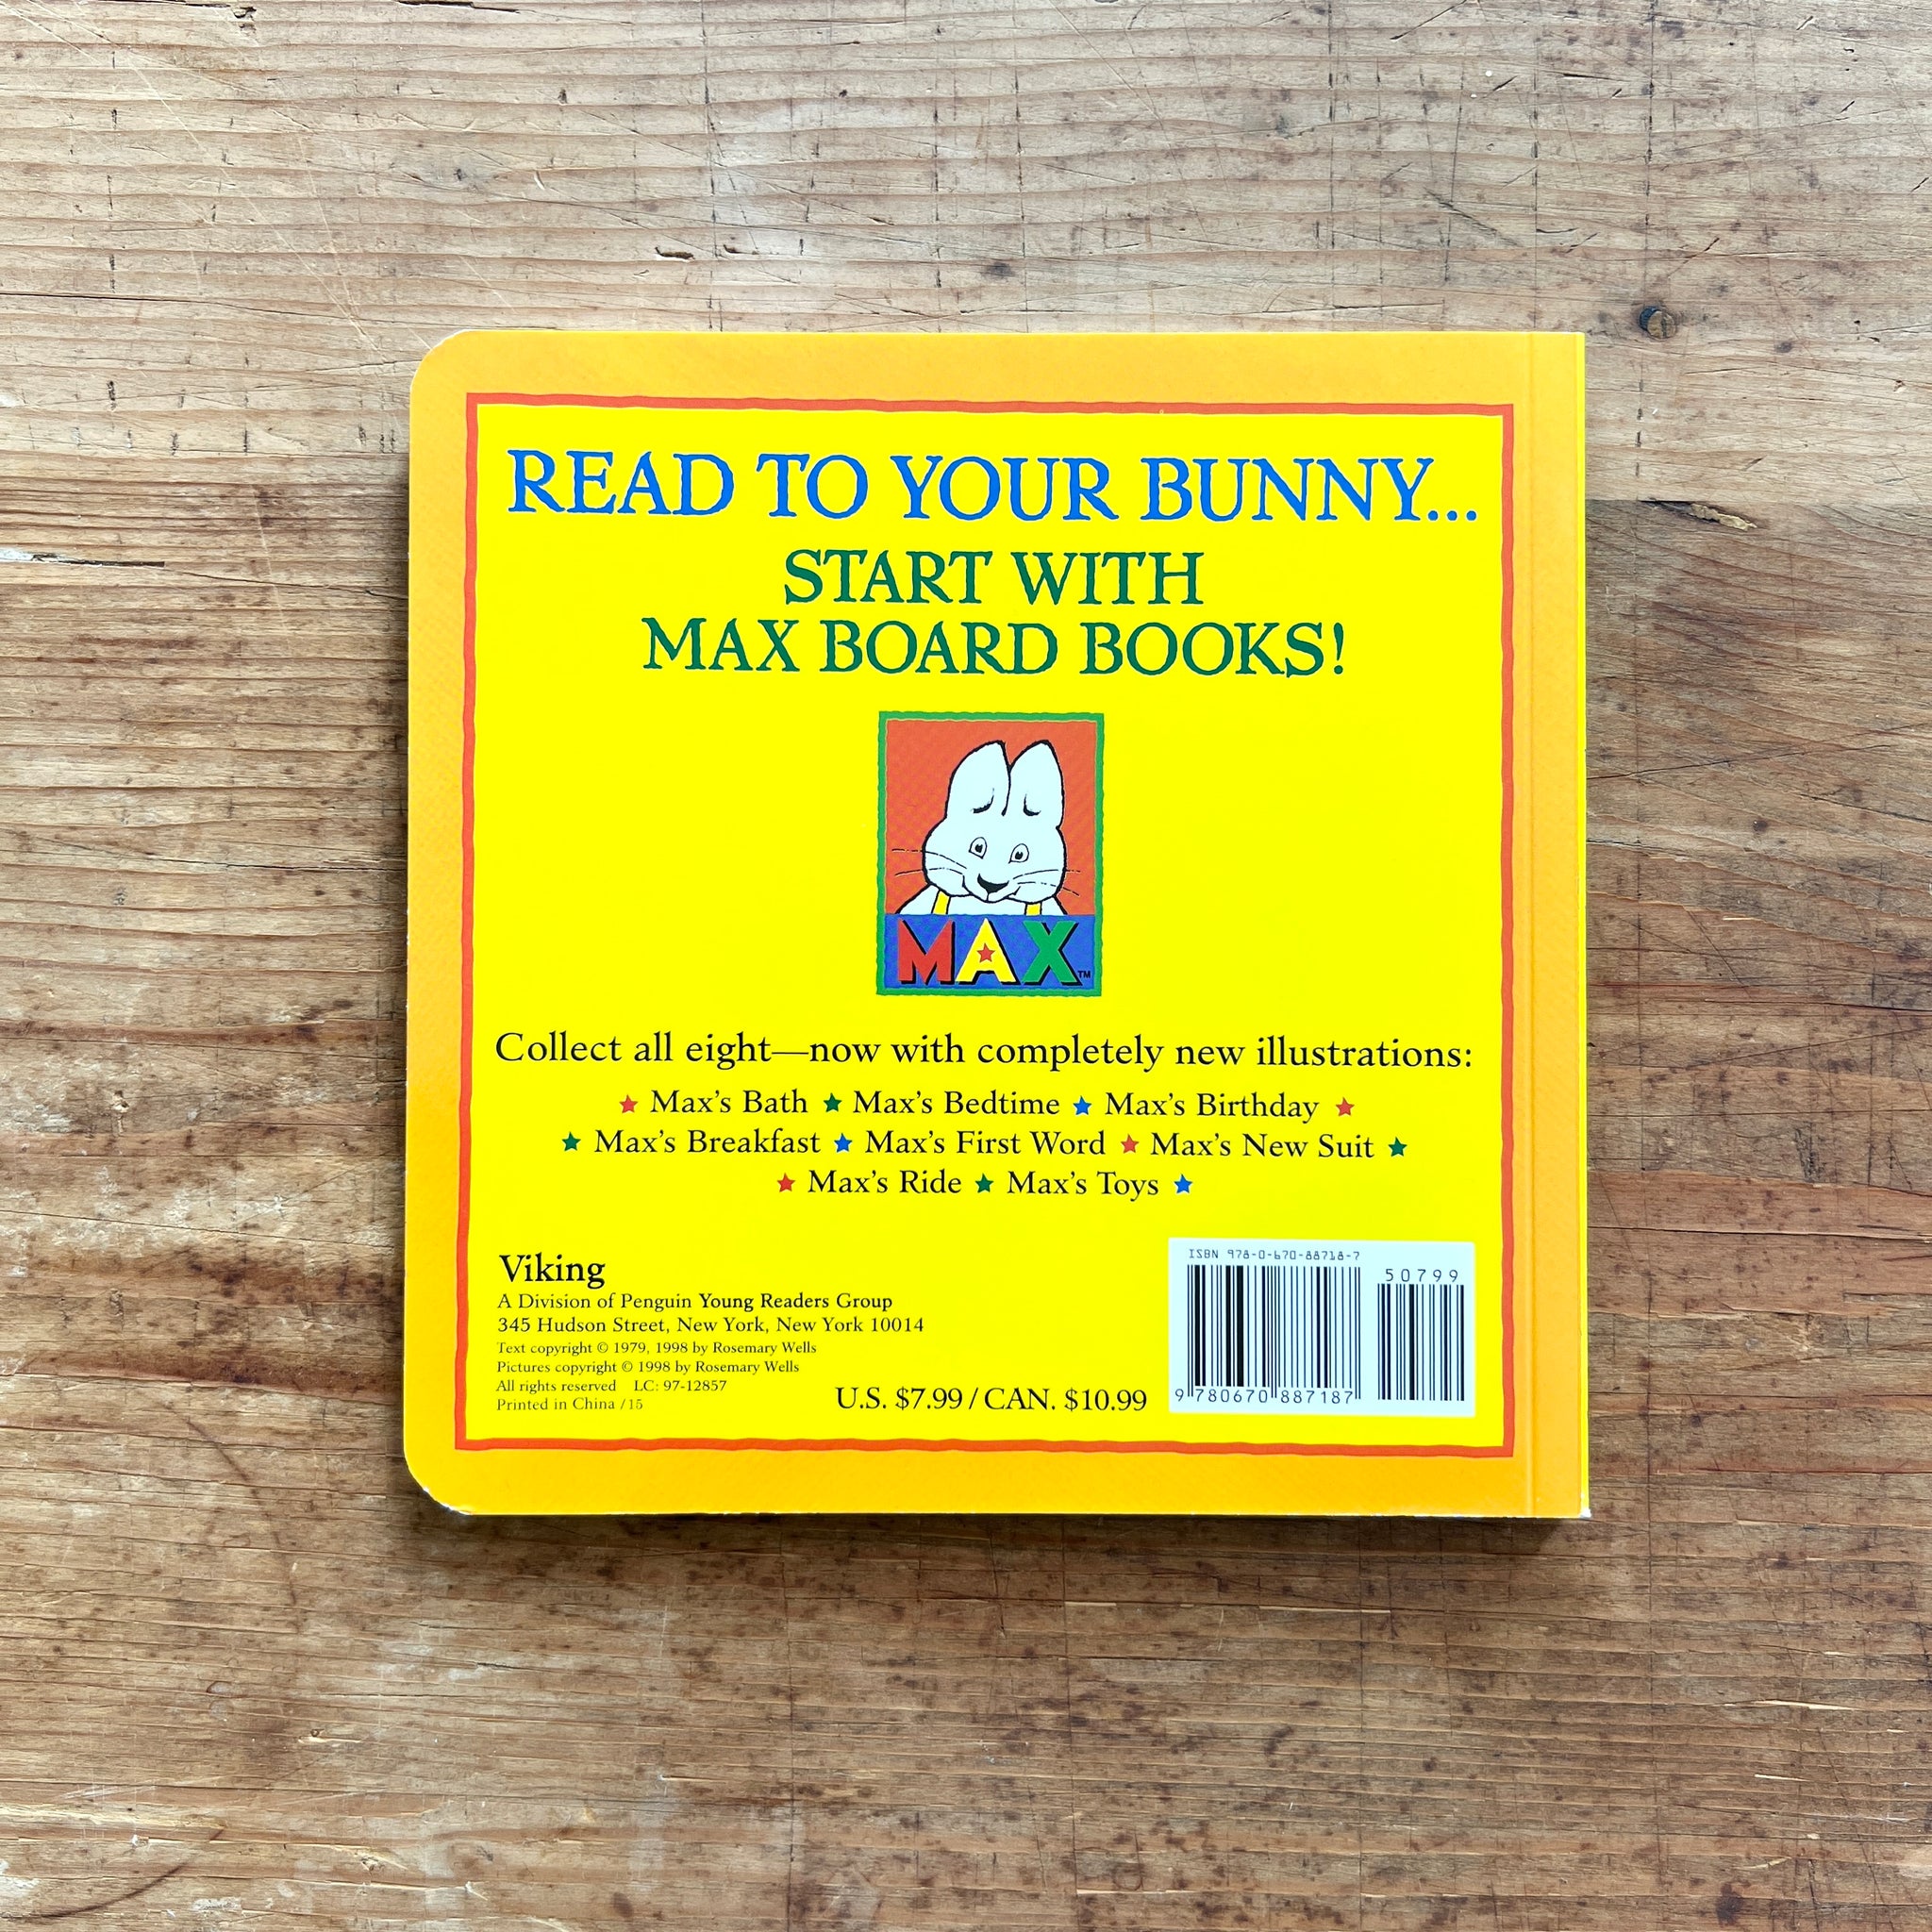 READ TO YOUR BUNNY...
START WITH
MAX BOARD BOOKS!
MAX™
Collect all eight—now with completely new illustrations:
★ Max's Bath ★ Max's Bedtime ★ Max's Birthday ★
★ Max's Breakfast ★ Max's First Word ★ Max's New Suit ★
★ Max's Ride ★ Max's Toys ★
Viking
A Division of Penguin Young Readers Group
345 Hudson Street, New York, New York 10014
Text copyright © 1979, 1998 by Rosemary Wells
Pictures copyright © 1998 by Rosemary Wells
All rights reserved LC: 97-12857
Printed in China /15
U.S. $7.99 / CAN. $10.99
ISBN 978-0-670-88718-7
50799
9 780670 887187